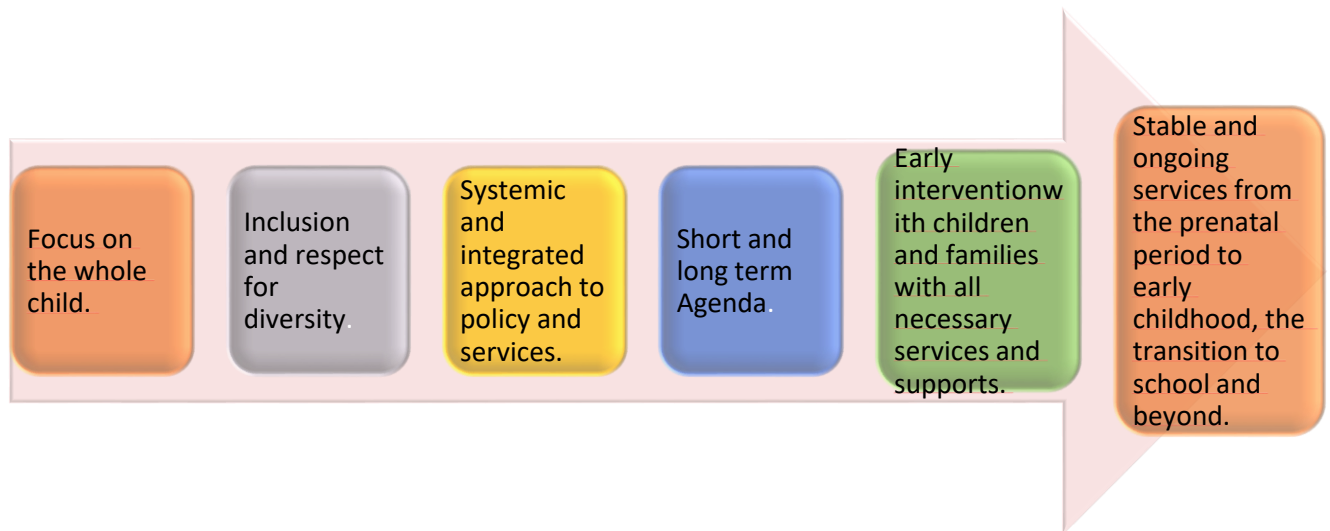 Focus on
the whole
child.
Inclusion
and respect
for
diversity.
Systemic
and
integrated
approach to
policy and
services.
Short and
long term
Agenda.
Early
interventionw
ith children
and families
with all
necessary
services and
supports.
Stable and
ongoing
services from
the prenatal
period to
early
childhood, the
transition to
school and
beyond.